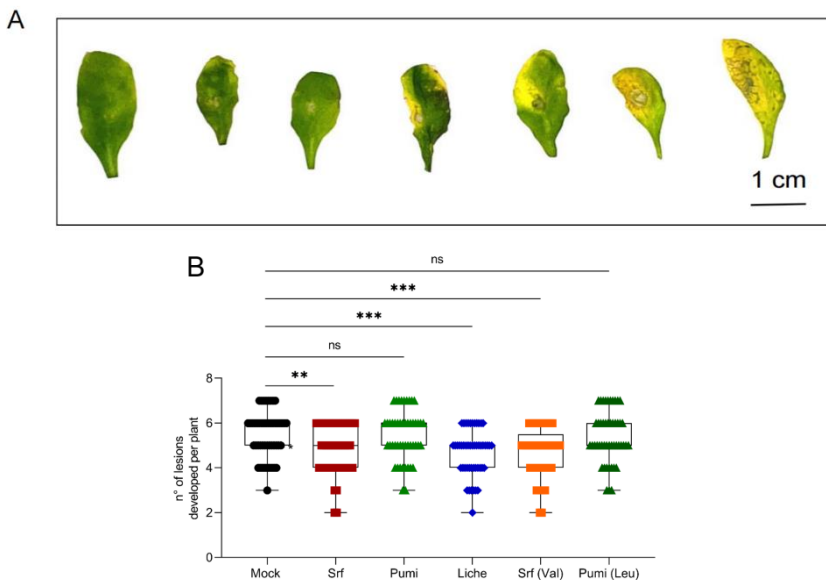 A
1 cm
B
ns
***
***
ns
**
8
6
4
2
0
n° of lesions
developed per plant
Mock Srf Pumi Liche Srf (Val) Pumi (Leu)